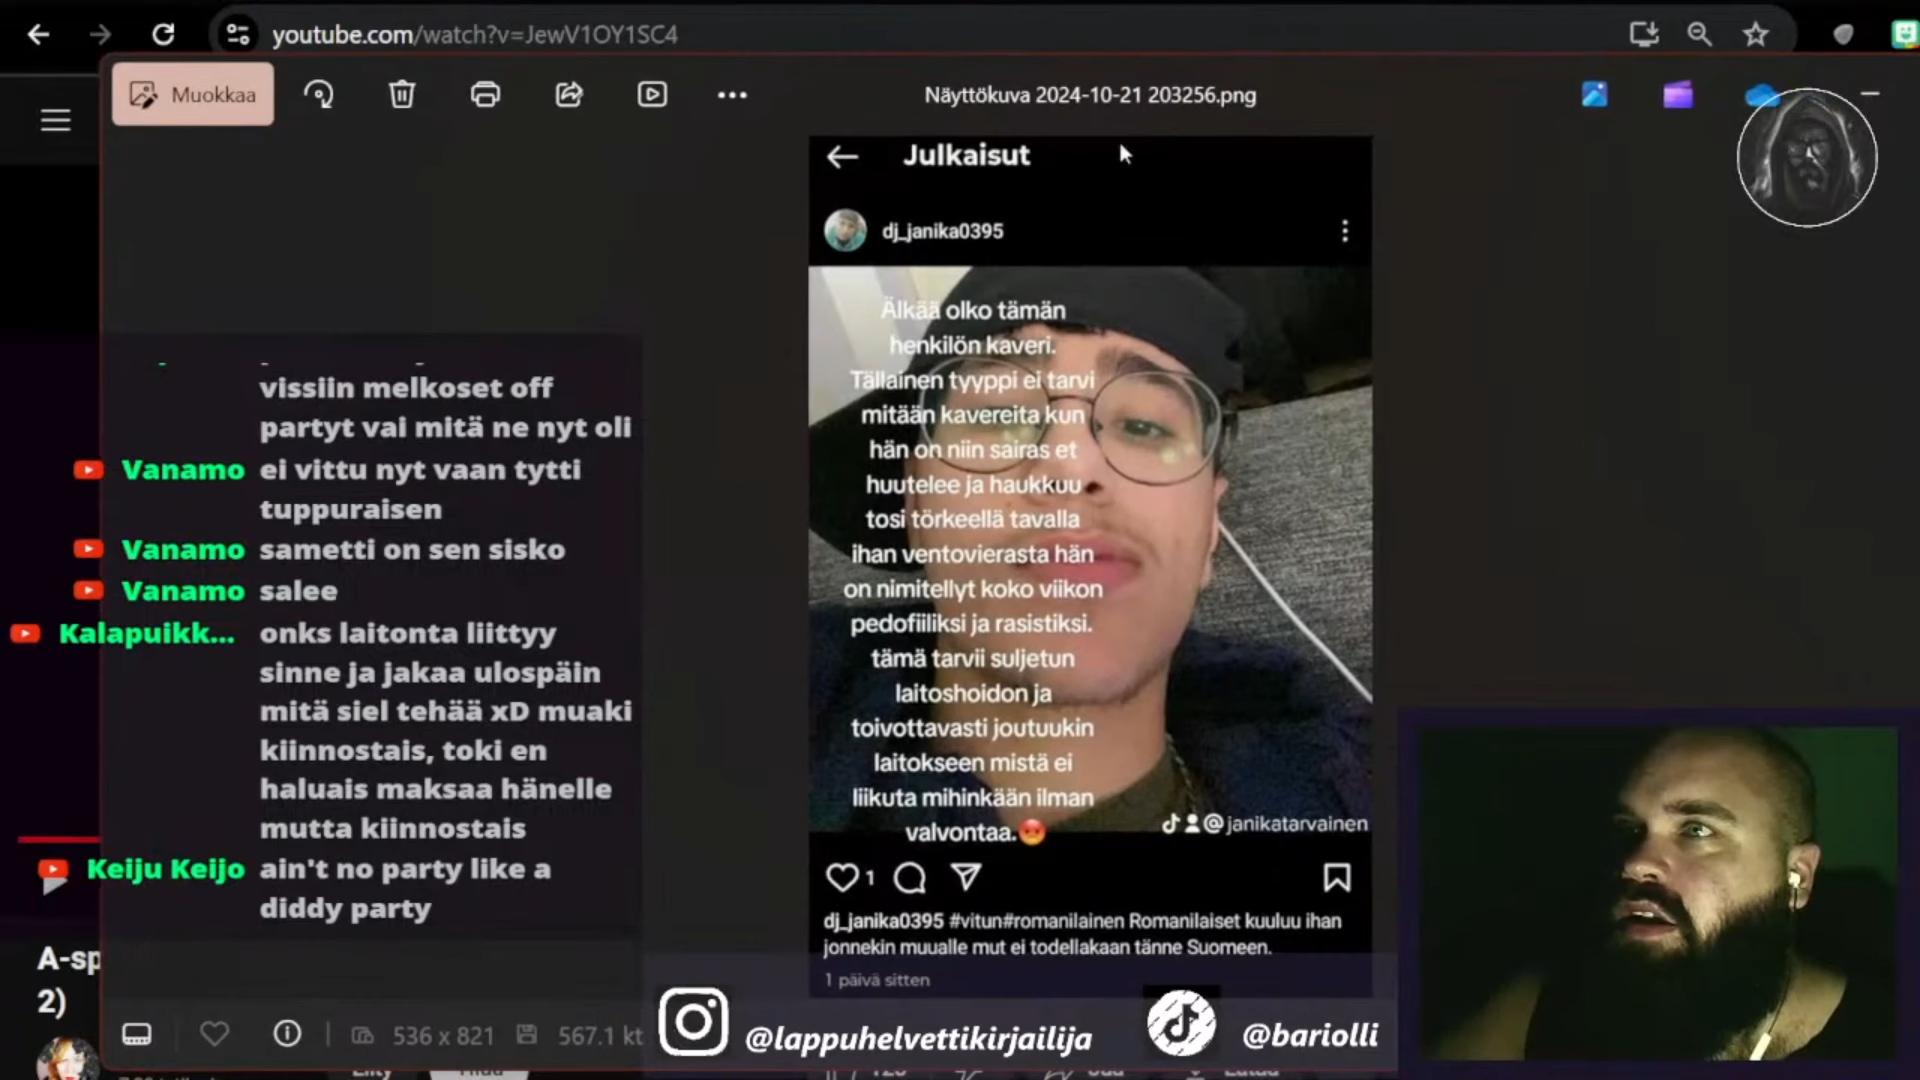 youtube.com/watch?v=JewV1OY1SC4
Muokkaa
Näyttökuva 2024-10-21 203256.png
Julkaisut
dj_janika0395
Älkää olko tämän
henkilön kaveri.
Tällainen tyyppi ei tarvi
mitään kavereita kun
hän on niin sairas et
huutelee ja haukkuu
tosi törkeellä tavalla
ihan ventovierasta hän
on nimitellyt koko viikon
pedofiiliksi ja rasistiksi.
tämä tarvii suljetun
laitoshoidon ja
toivottavasti joutuukin
laitokseen mistä ei
liikuta mihinkään ilman
valvontaa.😡
@janikatarvainen
1
dj_janika0395 #vitun#romanilainen Romanilaiset kuuluu ihan
jonnekin muualle mut ei todellakaan tänne Suomeen.
1 päivä sitten
vissiin melkoset off
partyt vai mitä ne nyt oli
Vanamo ei vittu nyt vaan tytti
tuppuraisen
Vanamo sametti on sen sisko
Vanamo salee
Kalapuikk... onks laitonta liittyy
sinne ja jakaa ulospäin
mitä siel tehää xD muaki
kiinnostais, toki en
haluais maksaa hänelle
mutta kiinnostais
Keiju Keijo ain't no party like a
diddy party
A-sp
2)
536 x 821
567.1 kt
@lappuhelvettikirjailija
@bariolli